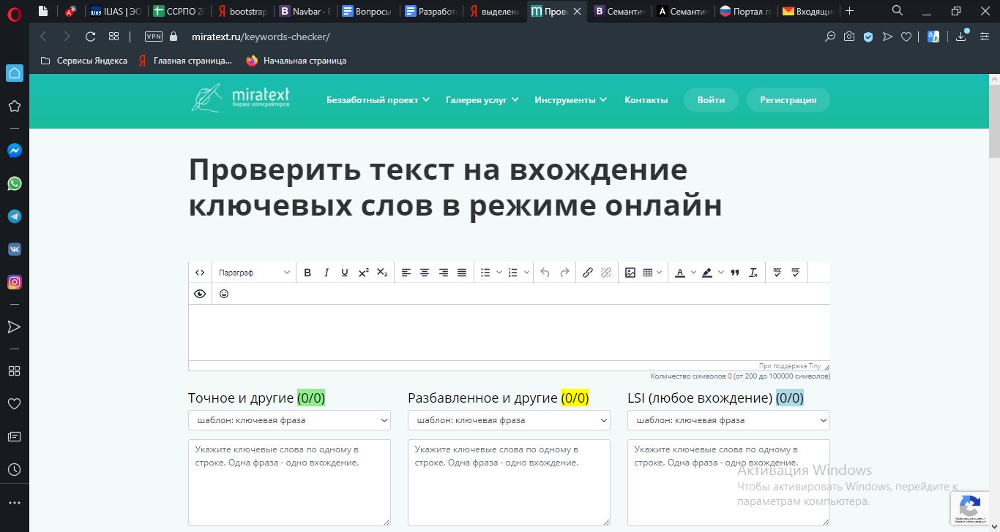 ILIAS | ЭО
ССРПО 20
bootstrap
Navbar · B
Вопросы
Разработ
выделени
Прове
Семантич
Семантич
Портал го
Входящие
VPN
miratext.ru/keywords-checker/
Сервисы Яндекса
Главная страница...
Начальная страница
miratext
биржа копирайтеров
Беззаботный проект
Галерея услуг
Инструменты
Контакты
Войти
Регистрация
Проверить текст на вхождение
ключевых слов в режиме онлайн
Параграф
При поддержке Tiny
Количество символов 0 (от 200 до 100000 символов)
Точное и другие (0/0)
Разбавленное и другие (0/0)
LSI (любое вхождение) (0/0)
шаблон: ключевая фраза
шаблон: ключевая фраза
шаблон: ключевая фраза
Укажите ключевые слова по одному в
строке. Одна фраза - одно вхождение.
Укажите ключевые слова по одному в
строке. Одна фраза - одно вхождение.
Укажите ключевые слова по одному в
строке. Одна фраза - одно вхождение.
Активация Windows
Чтобы активировать Windows, перейдите к
параметрам компьютера.